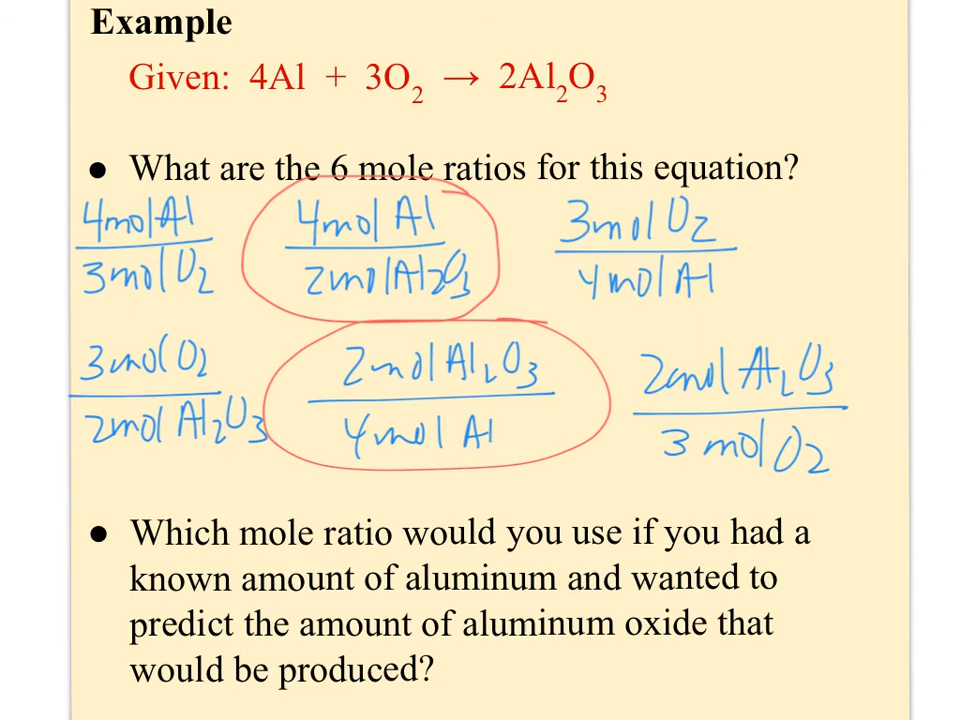 Example
Given: 4Al + 3O₂ → 2Al₂O₃
● What are the 6 mole ratios for this equation?
4mol Al 4mol Al 3mol O₂
3mol O₂ 2mol Al₂O₃ 4mol Al
3mol O₂ 2mol Al₂O₃ 2mol Al₂O₃
2mol Al₂O₃ 4mol Al 3 mol O₂
● Which mole ratio would you use if you had a
known amount of aluminum and wanted to
predict the amount of aluminum oxide that
would be produced?